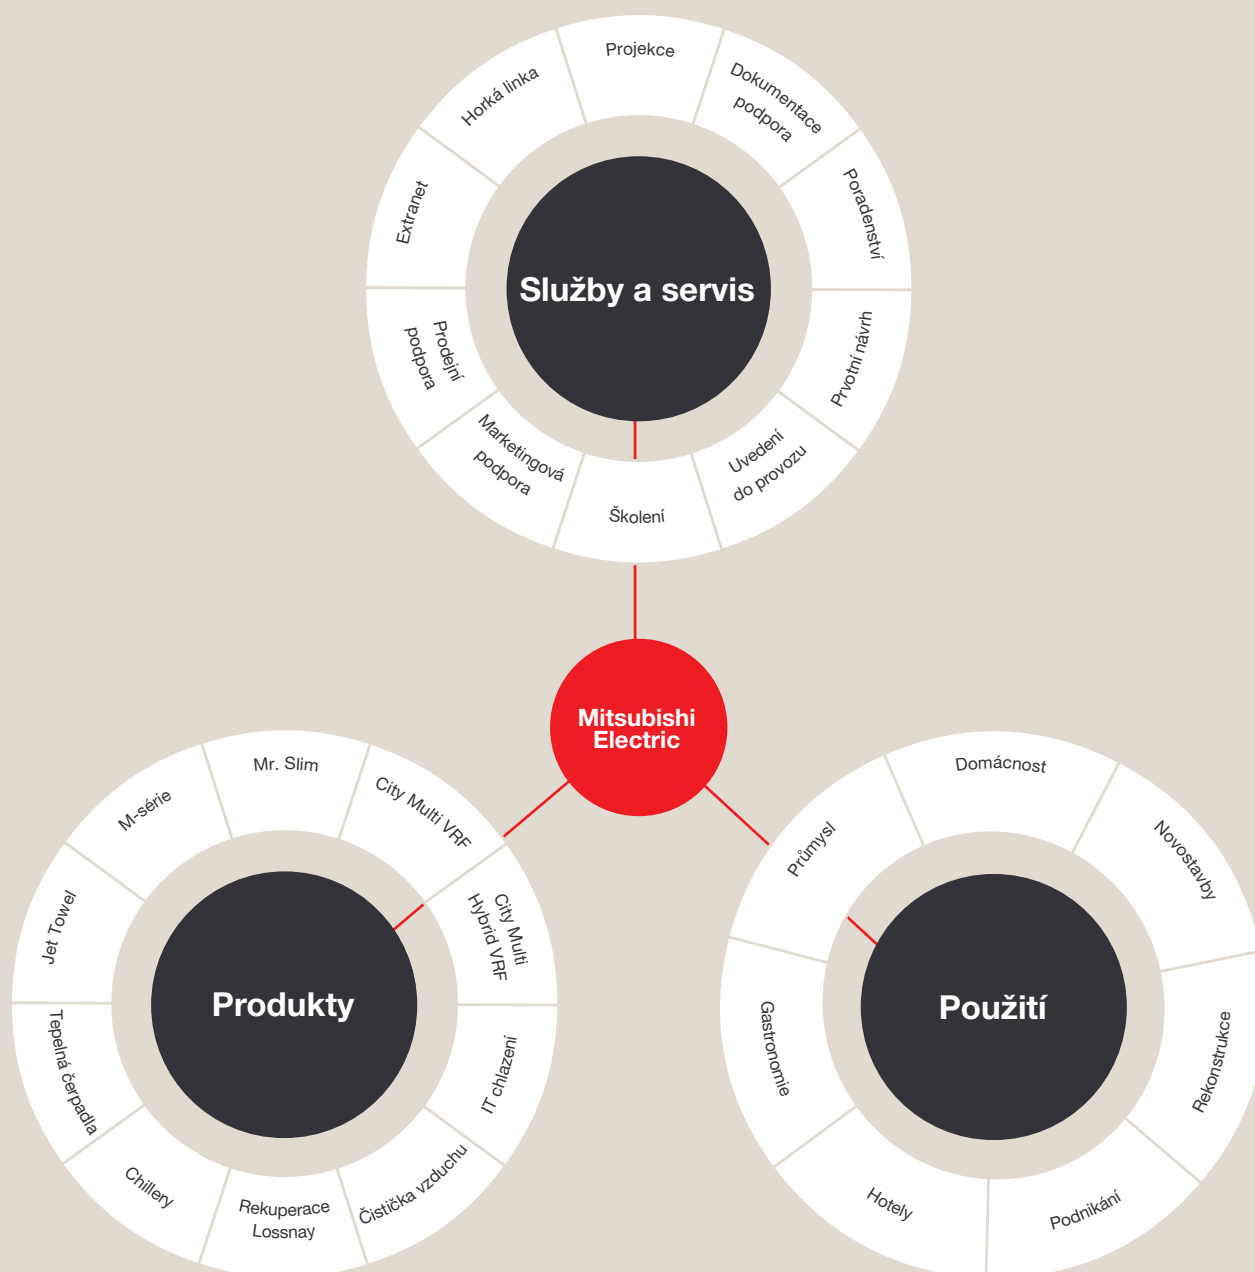 Projekce
Dokumentace
podpora
Poradenství
Prvotní návrh
Uvedení
do provozu
Školení
Marketingová
podpora
Prodejní
podpora
Extranet
Horká linka
Služby a servis
Mitsubishi
Electric
Mr. Slim
City Multi VRF
City Multi
Hybrid VRF
IT chlazení
Čistička vzduchu
Rekuperace
Lossnay
Chillery
Tepelná čerpadla
Jet Towel
M-série
Produkty
Domácnost
Novostavby
Rekonstrukce
Podnikání
Hotely
Gastronomie
Průmysl
Použití